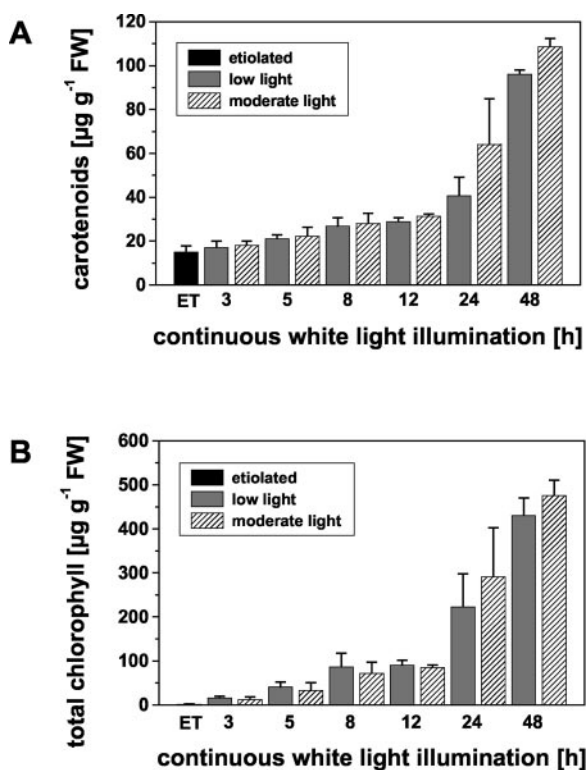 A
carotenoids [µg g⁻¹ FW]
120
100
80
60
40
20
0
etiolated
low light
moderate light
ET 3 5 8 12 24 48
continuous white light illumination [h]
B
total chlorophyll [µg g⁻¹ FW]
600
500
400
300
200
100
0
etiolated
low light
moderate light
ET 3 5 8 12 24 48
continuous white light illumination [h]